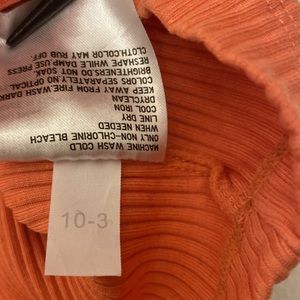 MACHINE WASH COLD
ONLY NON-CHLORINE BLEACH
WHEN NEEDED
LINE DRY
COOL IRON
DRYCLEAN
KEEP AWAY FROM FIRE.WASH DARK
COLORS SEPARATELY
BRIGHTENERS.DO NOT SOAK.
RESHAPE WHILE DAMP.USE PRESS
CLOTH.COLOR MAY RUB OFF.
10-3